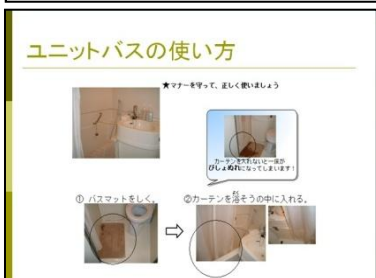 ユニットバスの使い方
★マナーを守って、正しく使いましょう
カーテンを入れないと…床が
びしょぬれになってしまいます!
① バスマットをしく。
②カーテンを浴そうの中に入れる。